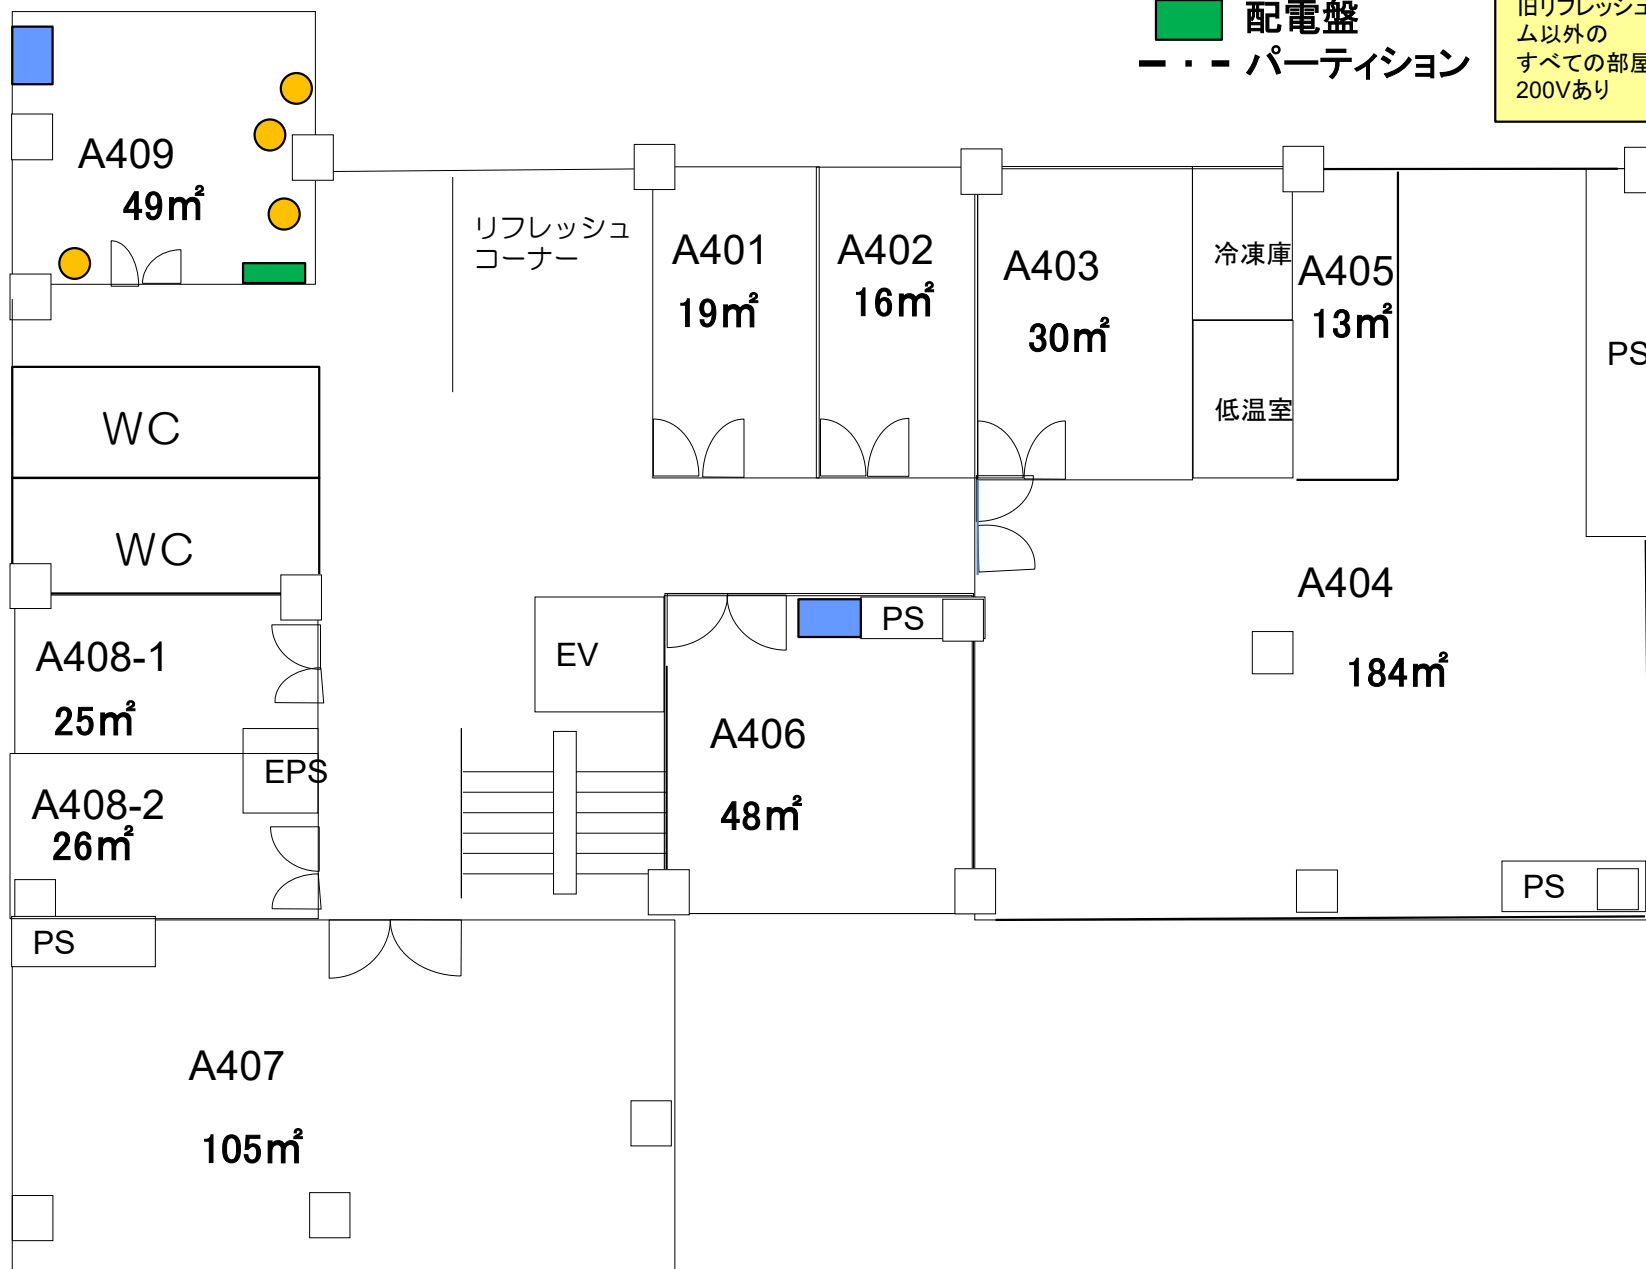 配電盤
パーティション
旧リフレッシュ
ム以外の
すべての部屋
200Vあり
A409
49㎡
リフレッシュ
コーナー
A401
19㎡
A402
16㎡
A403
30㎡
冷凍庫
低温室
A405
13㎡
PS
WC
WC
A404
184㎡
A408-1
25㎡
EV
PS
A406
48㎡
EPS
A408-2
26㎡
PS
PS
A407
105㎡